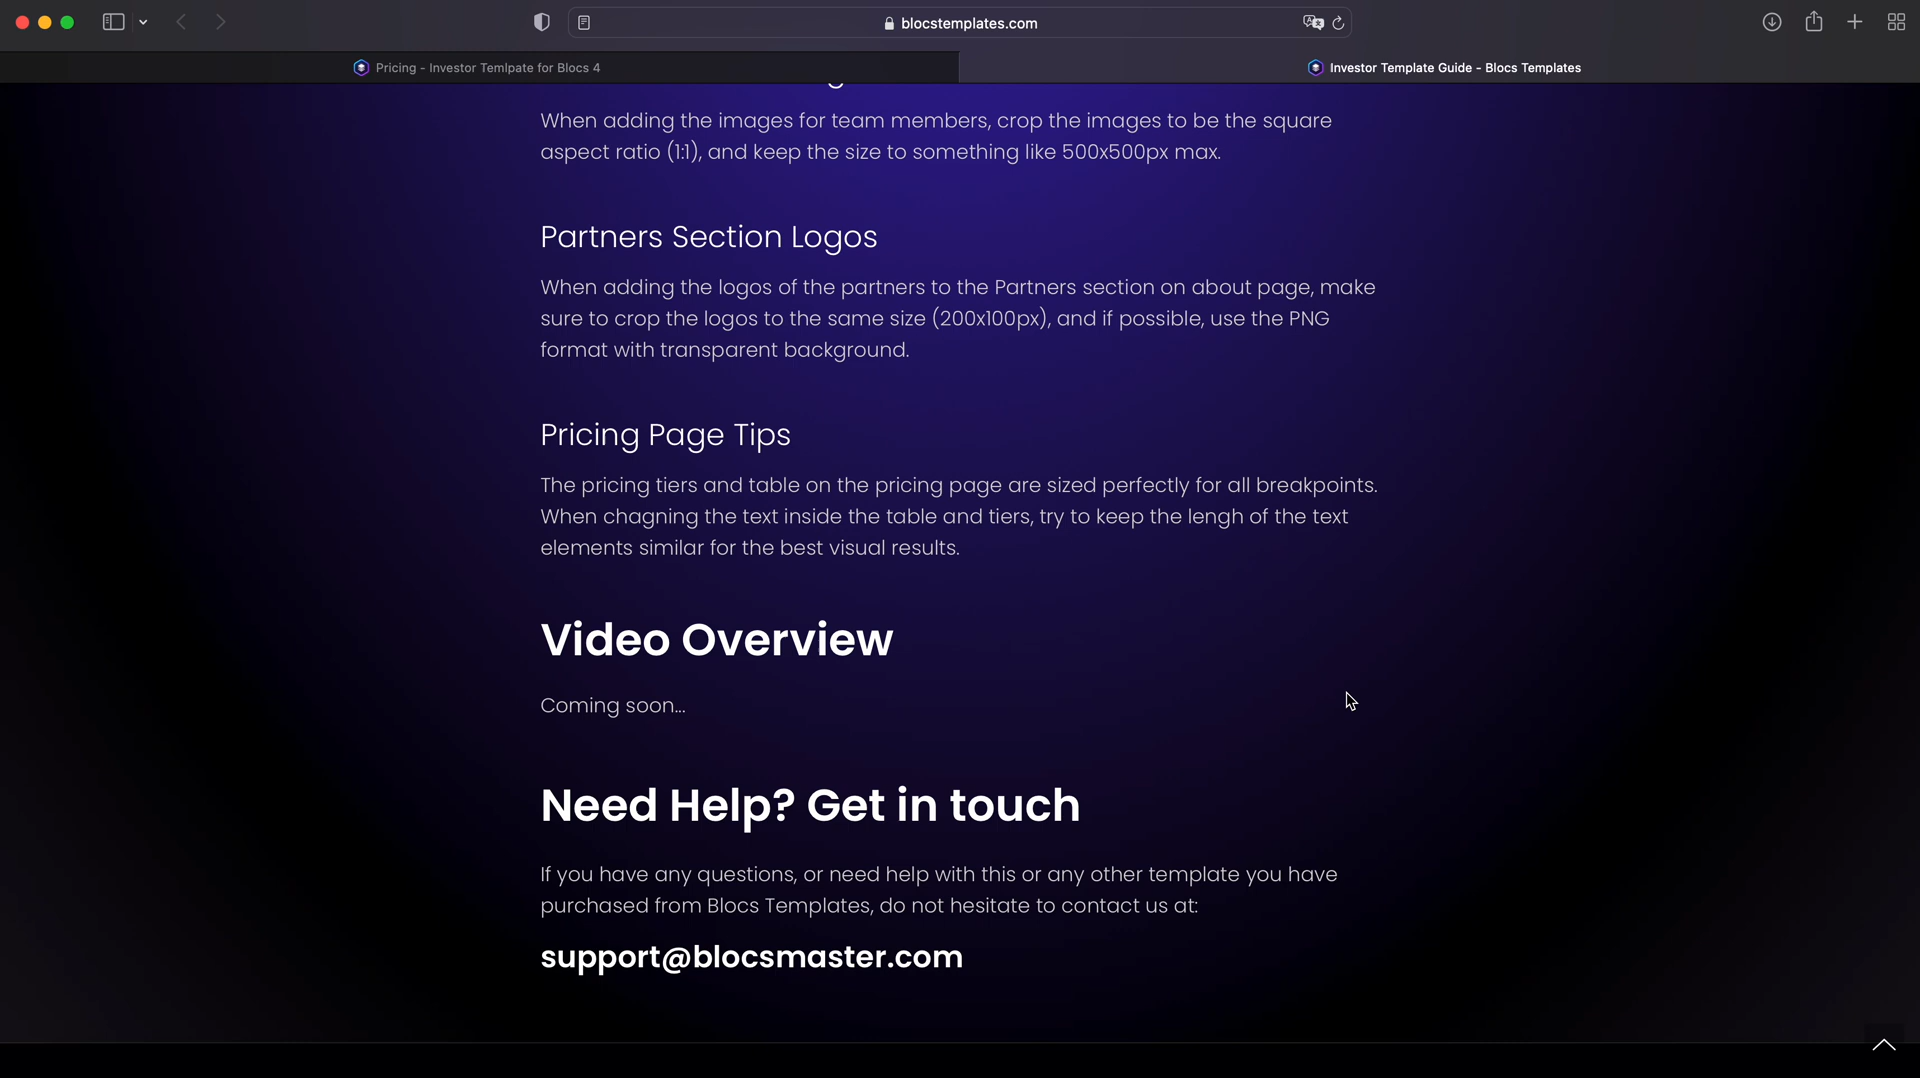 blocstemplates.com
Pricing - Investor Temlpate for Blocs 4
Investor Template Guide - Blocs Templates
When adding the images for team members, crop the images to be the square
aspect ratio (1:1), and keep the size to something like 500x500px max.
Partners Section Logos
When adding the logos of the partners to the Partners section on about page, make
sure to crop the logos to the same size (200x100px), and if possible, use the PNG
format with transparent background.
Pricing Page Tips
The pricing tiers and table on the pricing page are sized perfectly for all breakpoints.
When chagning the text inside the table and tiers, try to keep the lengh of the text
elements similar for the best visual results.
Video Overview
Coming soon...
Need Help? Get in touch
If you have any questions, or need help with this or any other template you have
purchased from Blocs Templates, do not hesitate to contact us at:
support@blocsmaster.com